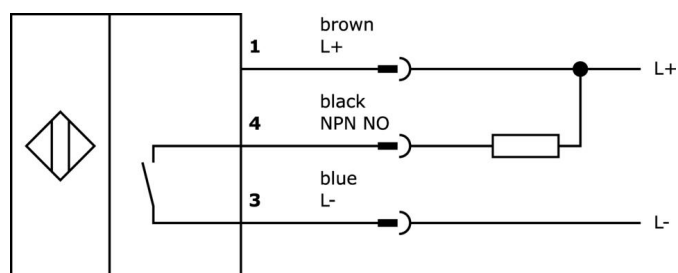 brown
1 L+
L+
black
4 NPN NO
blue
3 L-
L-